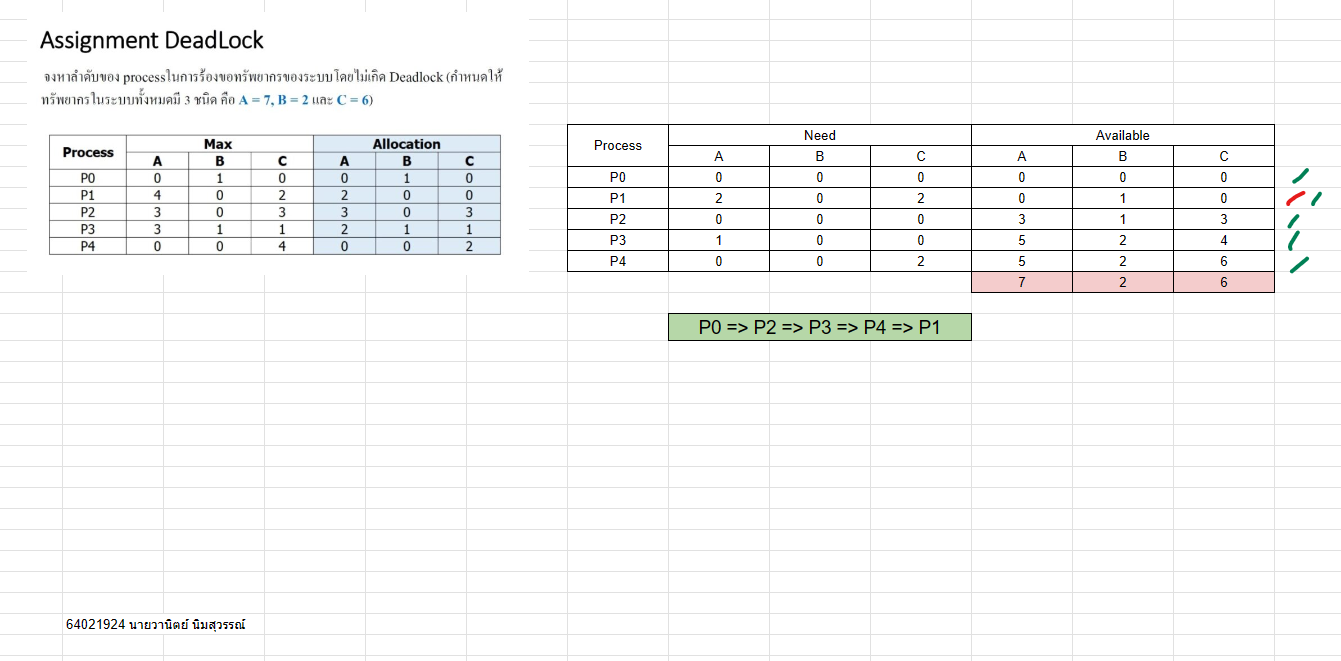 Assignment DeadLock
จงหาลำดับของ processในการร้องขอทรัพยากรของระบบโดยไม่เกิด Deadlock (กำหนดให้
ทรัพยากรในระบบทั้งหมดมี 3 ชนิด คือ A = 7, B = 2 และ C = 6)
Process Max Allocation
A B C A B C
P0 0 1 0 0 1 0
P1 4 0 2 2 0 0
P2 3 0 3 3 0 3
P3 3 1 1 2 1 1
P4 0 0 4 0 0 2
Process Need Available
A B C A B C
P0 0 0 0 0 0 0
P1 2 0 2 0 1 0
P2 0 0 0 3 1 3
P3 1 0 0 5 2 4
P4 0 0 2 5 2 6
7 2 6
P0 => P2 => P3 => P4 => P1
64021924 นายวานิตย์ นิมสุวรรณ์